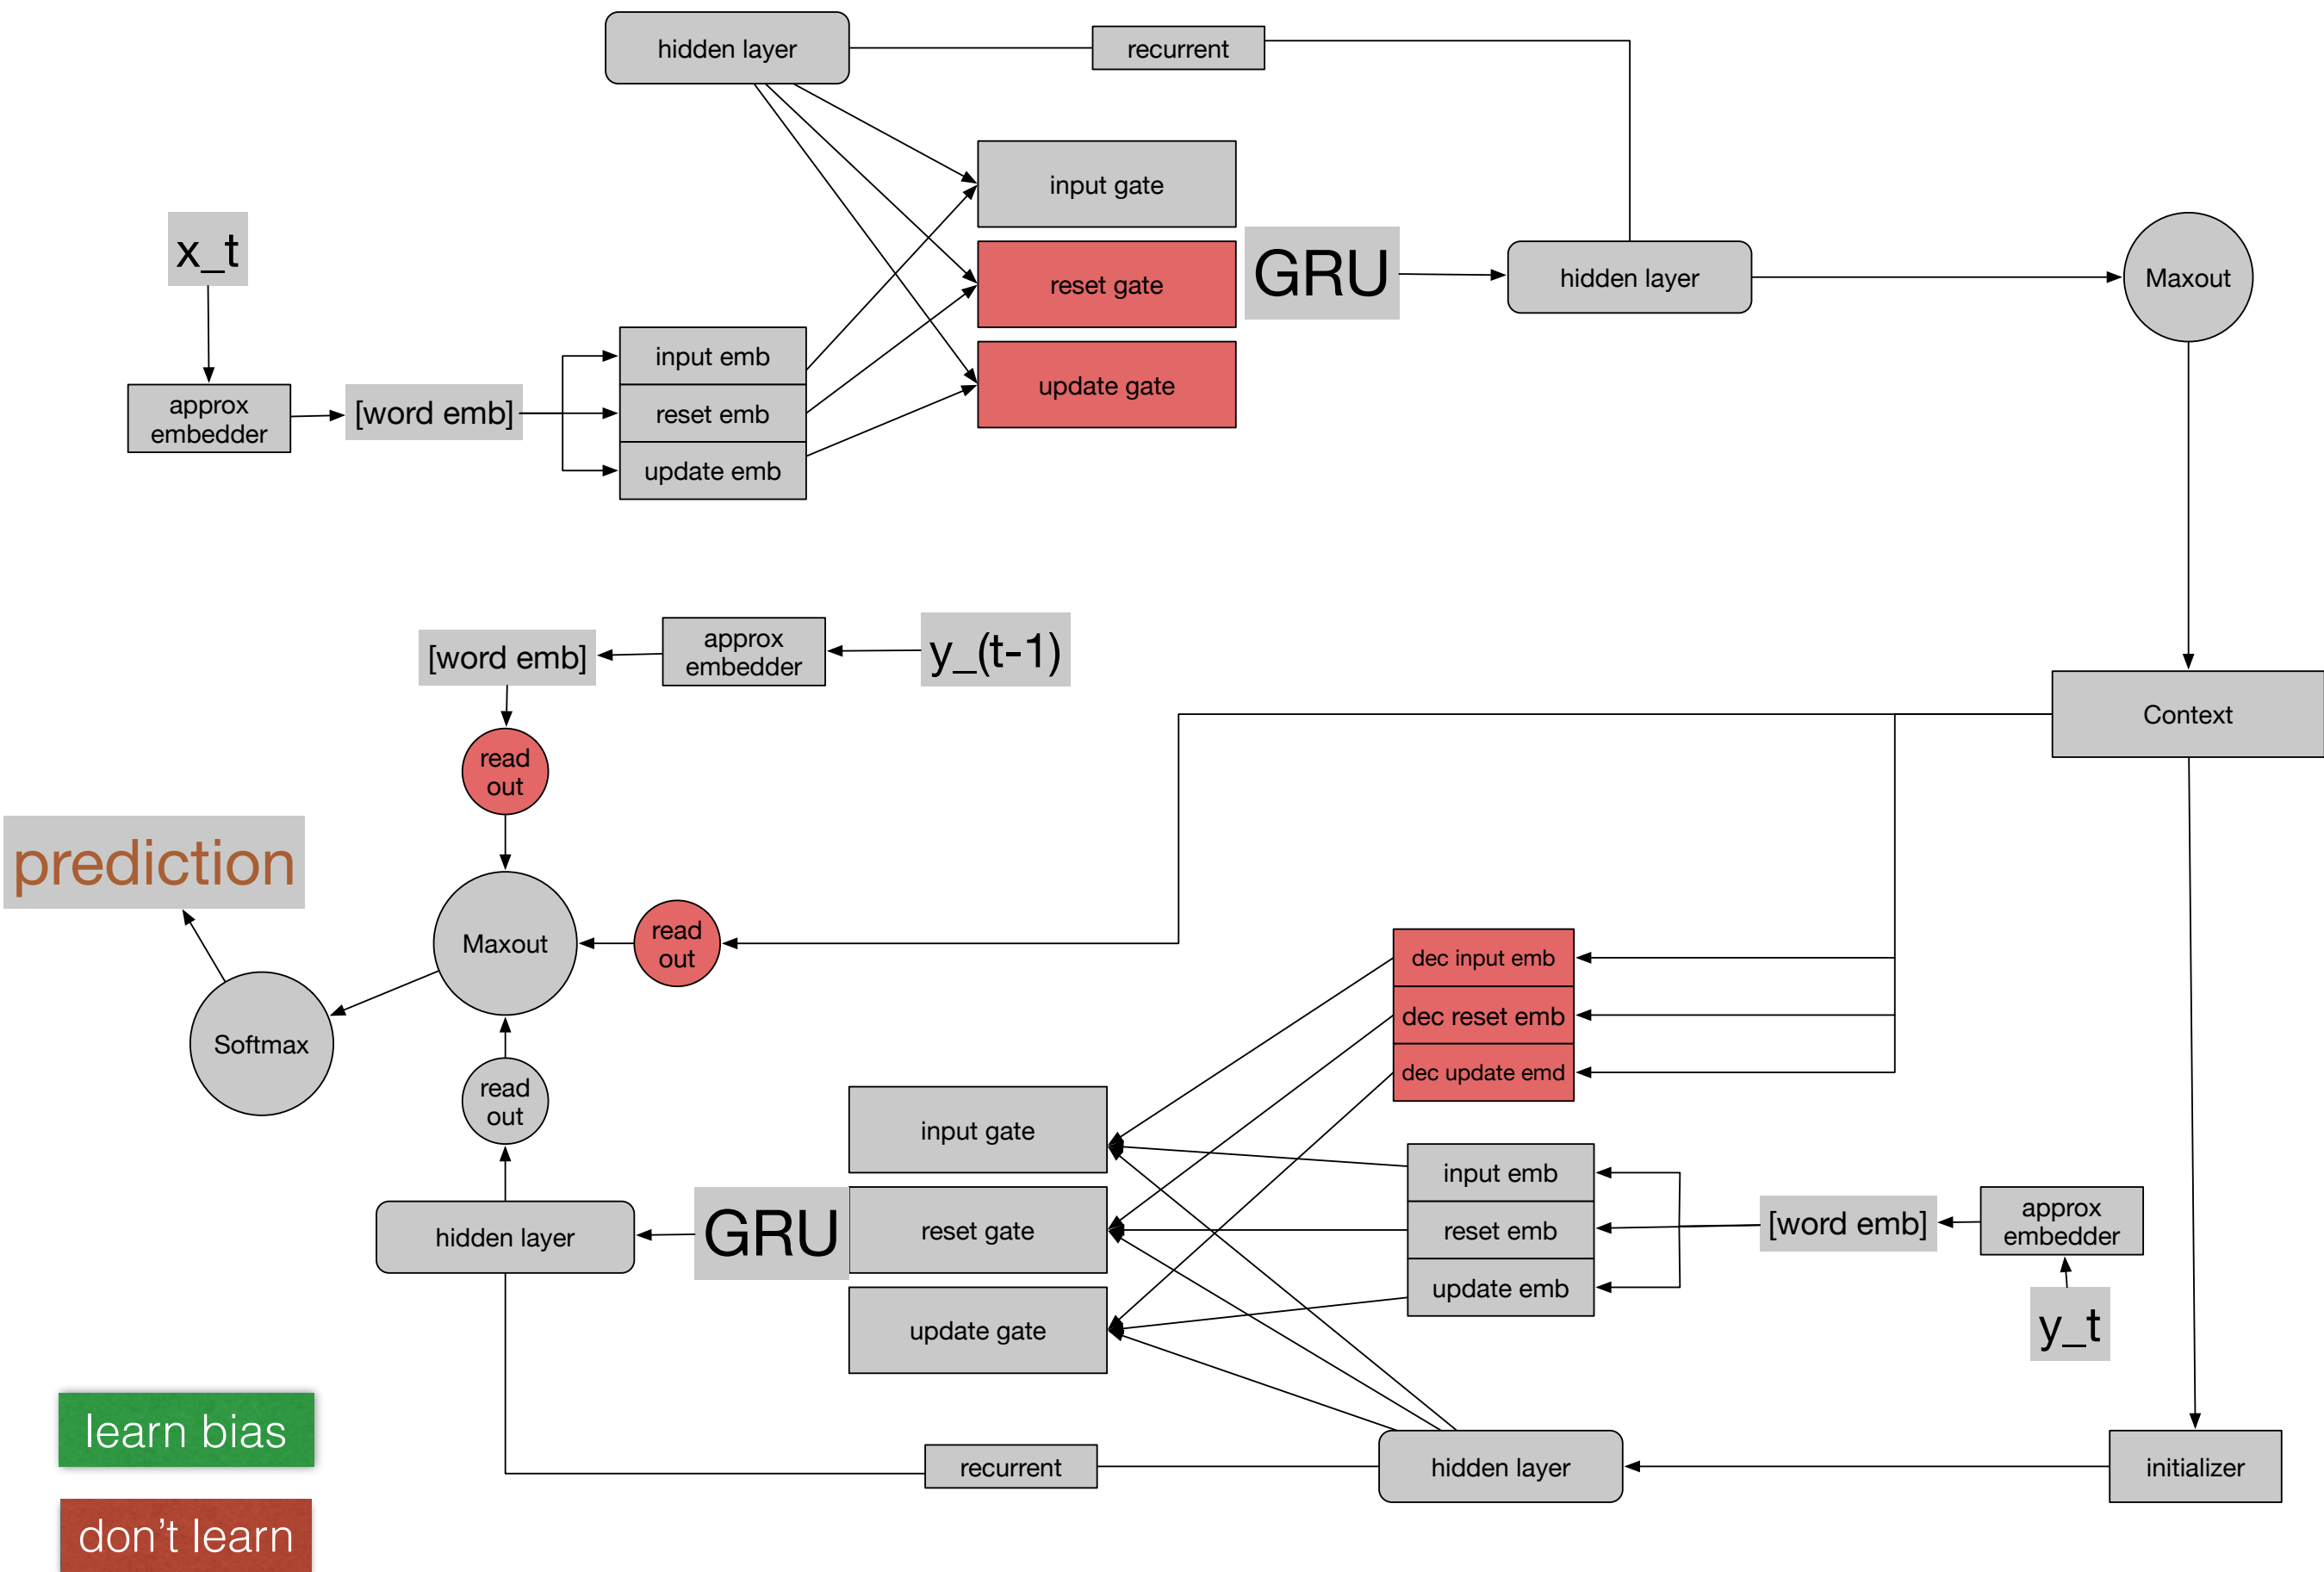 hidden layer
recurrent
input gate
x_t
reset gate
GRU
hidden layer
Maxout
input emb
update gate
approx
embedder
[word emb]
reset emb
update emb
[word emb]
approx
embedder
y_(t-1)
Context
read
out
prediction
Maxout
read
out
dec input emb
dec reset emb
Softmax
dec update emd
read
out
input gate
input emb
hidden layer
GRU
reset gate
reset emb
[word emb]
approx
embedder
update emb
update gate
y_t
learn bias
recurrent
hidden layer
initializer
don't learn